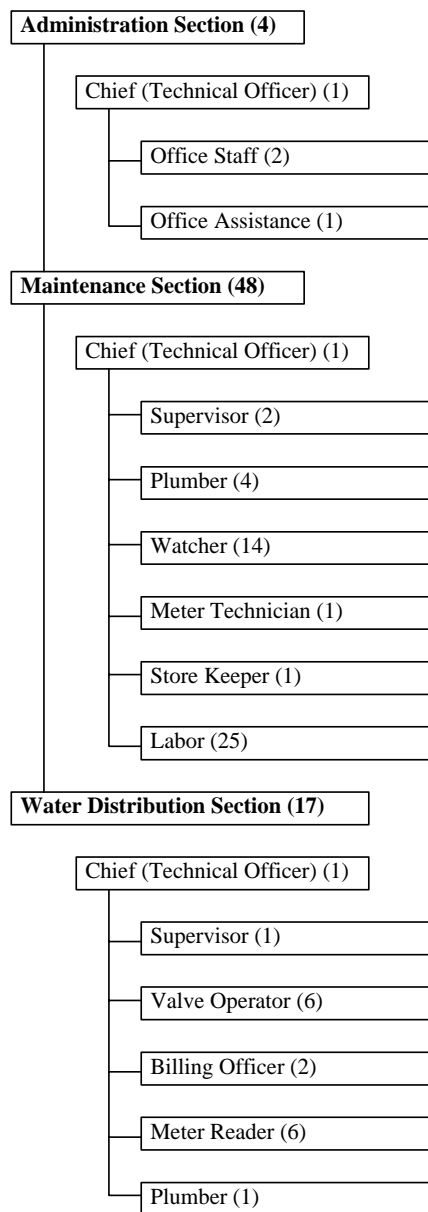 Administration Section (4)
Chief (Technical Officer) (1)
Office Staff (2)
Office Assistance (1)
Maintenance Section (48)
Chief (Technical Officer) (1)
Supervisor (2)
Plumber (4)
Watcher (14)
Meter Technician (1)
Store Keeper (1)
Labor (25)
Water Distribution Section (17)
Chief (Technical Officer) (1)
Supervisor (1)
Valve Operator (6)
Billing Officer (2)
Meter Reader (6)
Plumber (1)